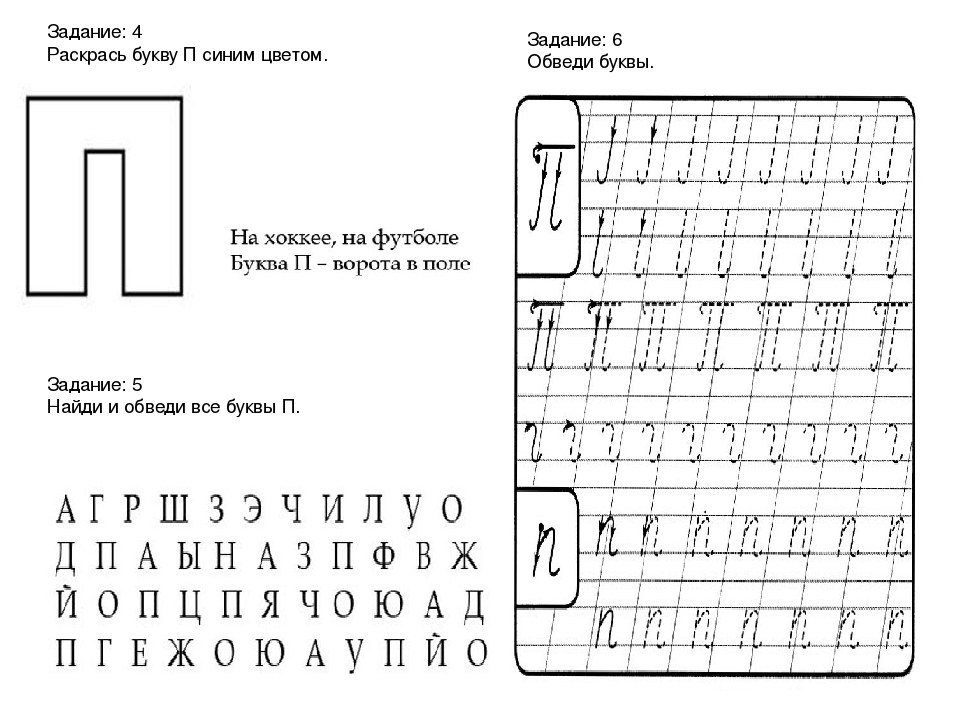 Задание: 4
Раскрась букву П синим цветом.
П
На хоккее, на футболе
Буква П – ворота в поле
Задание: 5
Найди и обведи все буквы П.
А Г Р Ш З Э Ч И Л У О
Д П А Ы Н А З П Ф В Ж
Й О П Ц П Я Ч О Ю А Д
П Г Е Ж О Ю А У П Й О
Задание: 6
Обведи буквы.
П
П П П П П П П
п
п п п п п п п
п п п п п п п